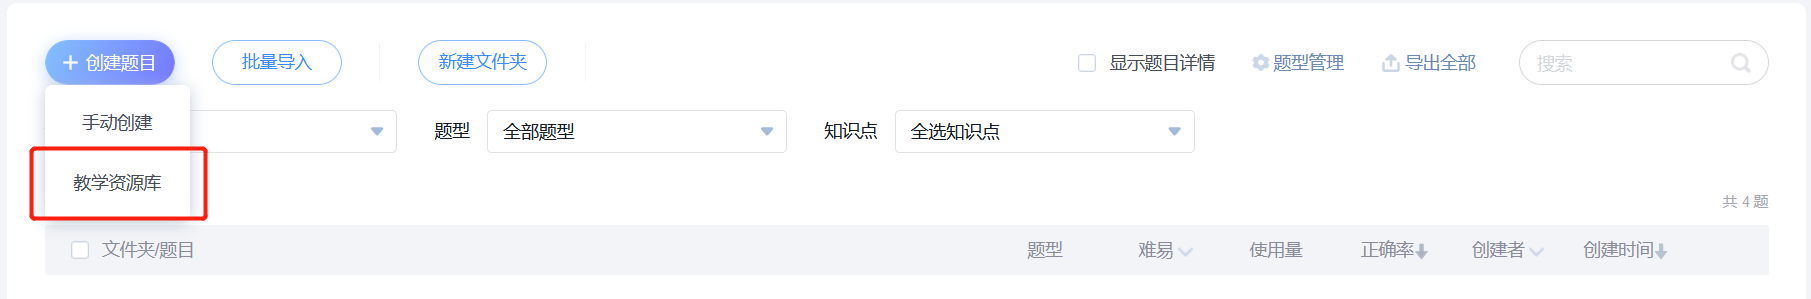 创建题目 批量导入 新建文件夹 显示题目详情 题型管理 导出全部 搜索
手动创建
题型 全部题型 知识点 全选知识点
教学资源库
共 4 题
文件夹/题目 题型 难易 使用量 正确率 创建者 创建时间